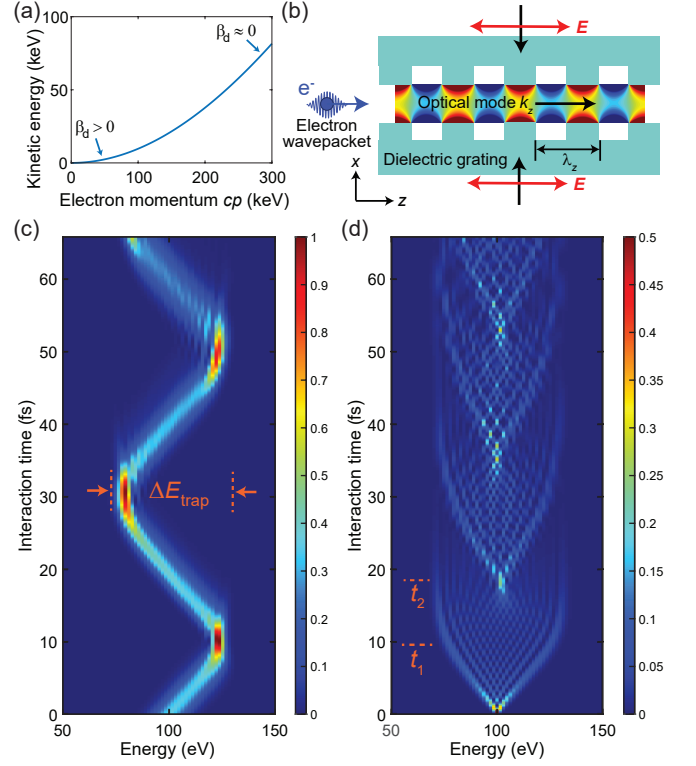 (a)
100
50
0
0
100
200
300
Kinetic energy (keV)
Electron momentum cp (keV)
β_d ≈ 0
β_d > 0
(b)
E
e⁻
Electron
wavepacket
Optical mode k_z
Dielectric grating
λ_z
x
z
E
(c)
60
50
40
30
20
10
0
50
100
150
Interaction time (fs)
Energy (eV)
ΔE_trap
1
0.9
0.8
0.7
0.6
0.5
0.4
0.3
0.2
0.1
0
(d)
60
50
40
30
20
10
0
50
100
150
Interaction time (fs)
Energy (eV)
t₂
t₁
0.5
0.45
0.4
0.35
0.3
0.25
0.2
0.15
0.1
0.05
0